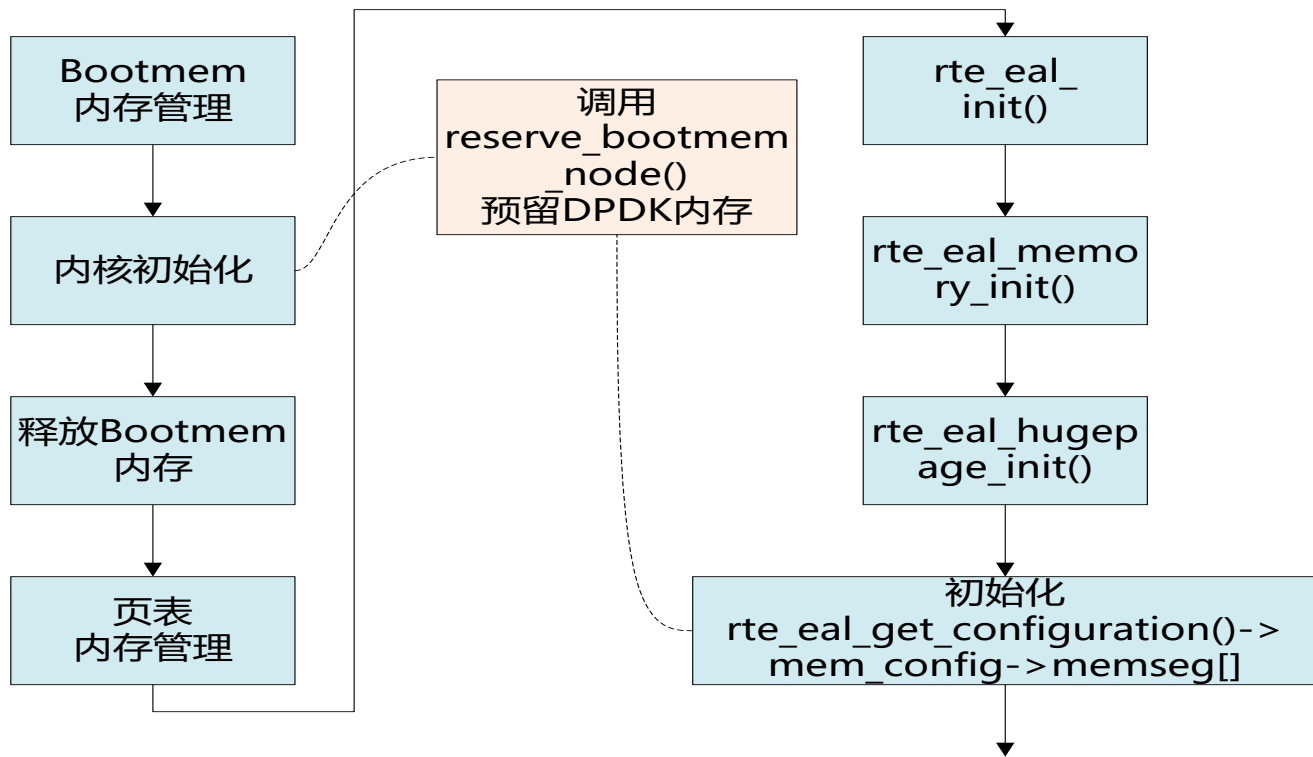 Bootmem
内存管理
内核初始化
释放Bootmem
内存
页表
内存管理
调用
reserve_bootmem
_node()
预留DPDK内存
rte_eal_
init()
rte_eal_memo
ry_init()
rte_eal_hugep
age_init()
初始化
rte_eal_get_configuration()->
mem_config->memseg[]